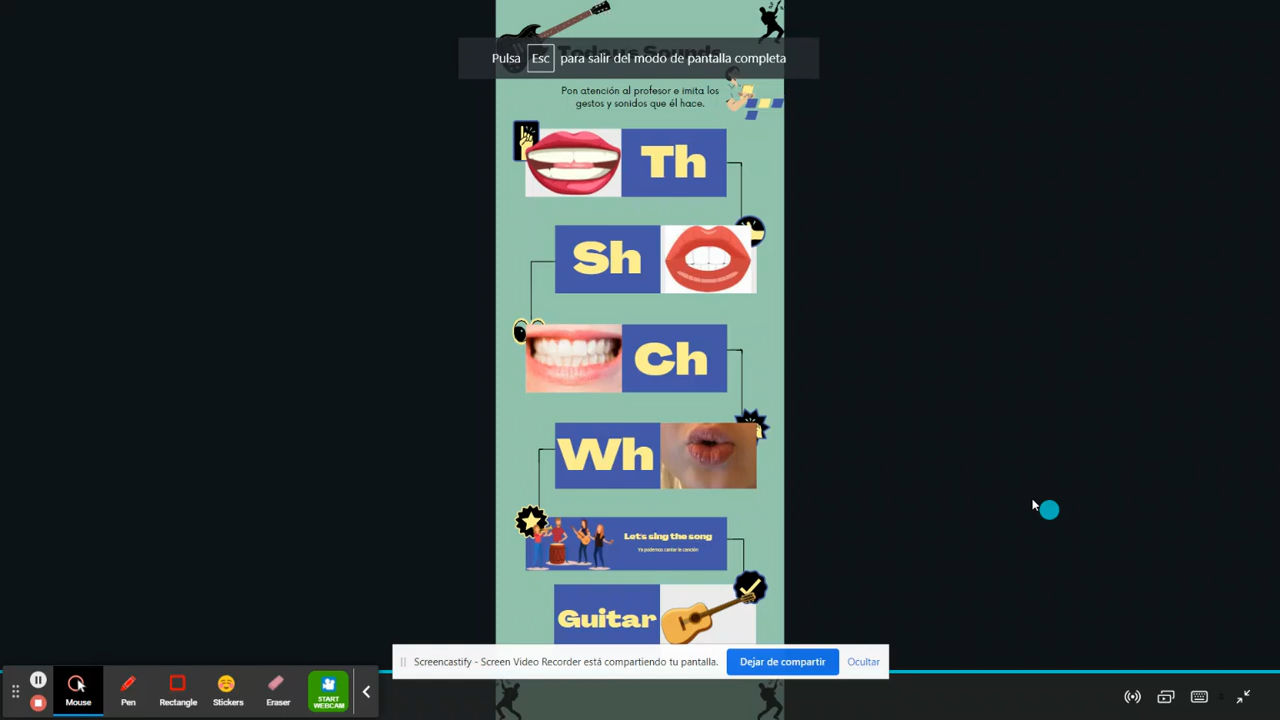 Today's Sounds
Pulsa Esc para salir del modo de pantalla completa
Pon atención al profesor e imita los
gestos y sonidos que él hace.
Th
Sh
Ch
Wh
Let's sing the song
Ya podemos cantar la canción
Guitar
Screencastify - Screen Video Recorder está compartiendo tu pantalla.
Dejar de compartir
Ocultar
Mouse
Pen
Rectangle
Stickers
Eraser
START
WEBCAM